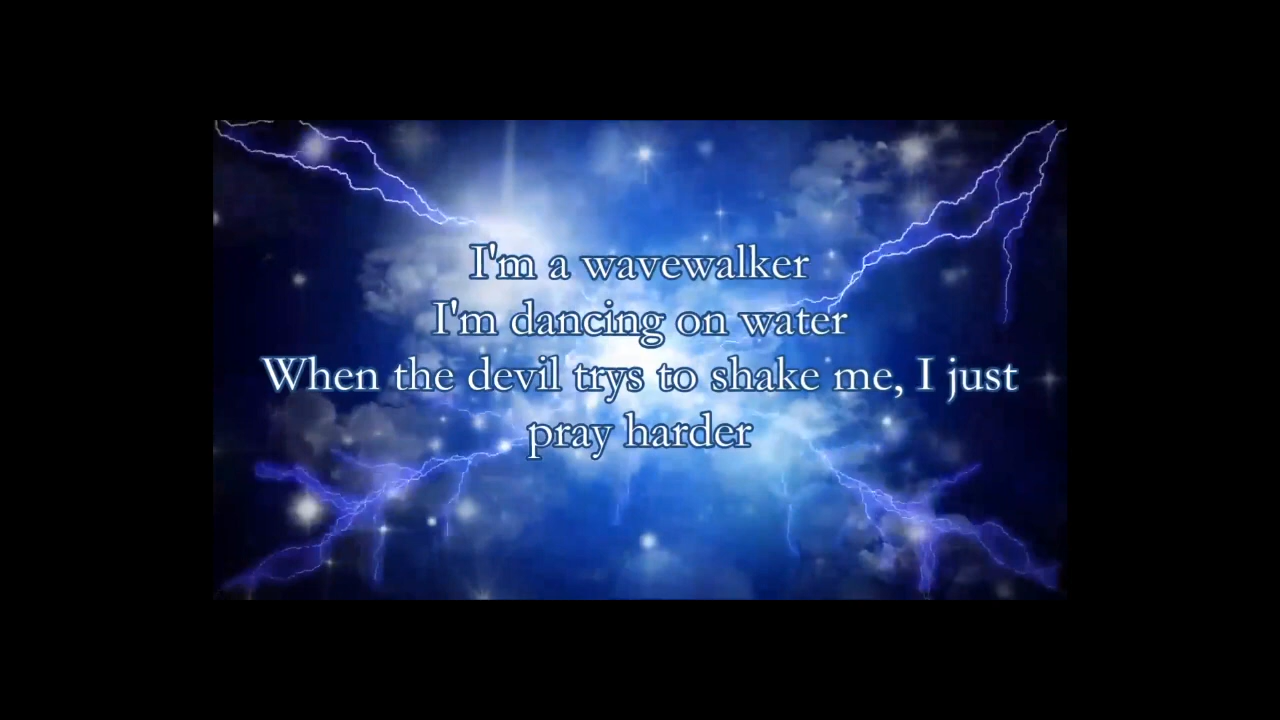 I'm a wavewalker
I'm dancing on water
When the devil trys to shake me, I just
pray harder